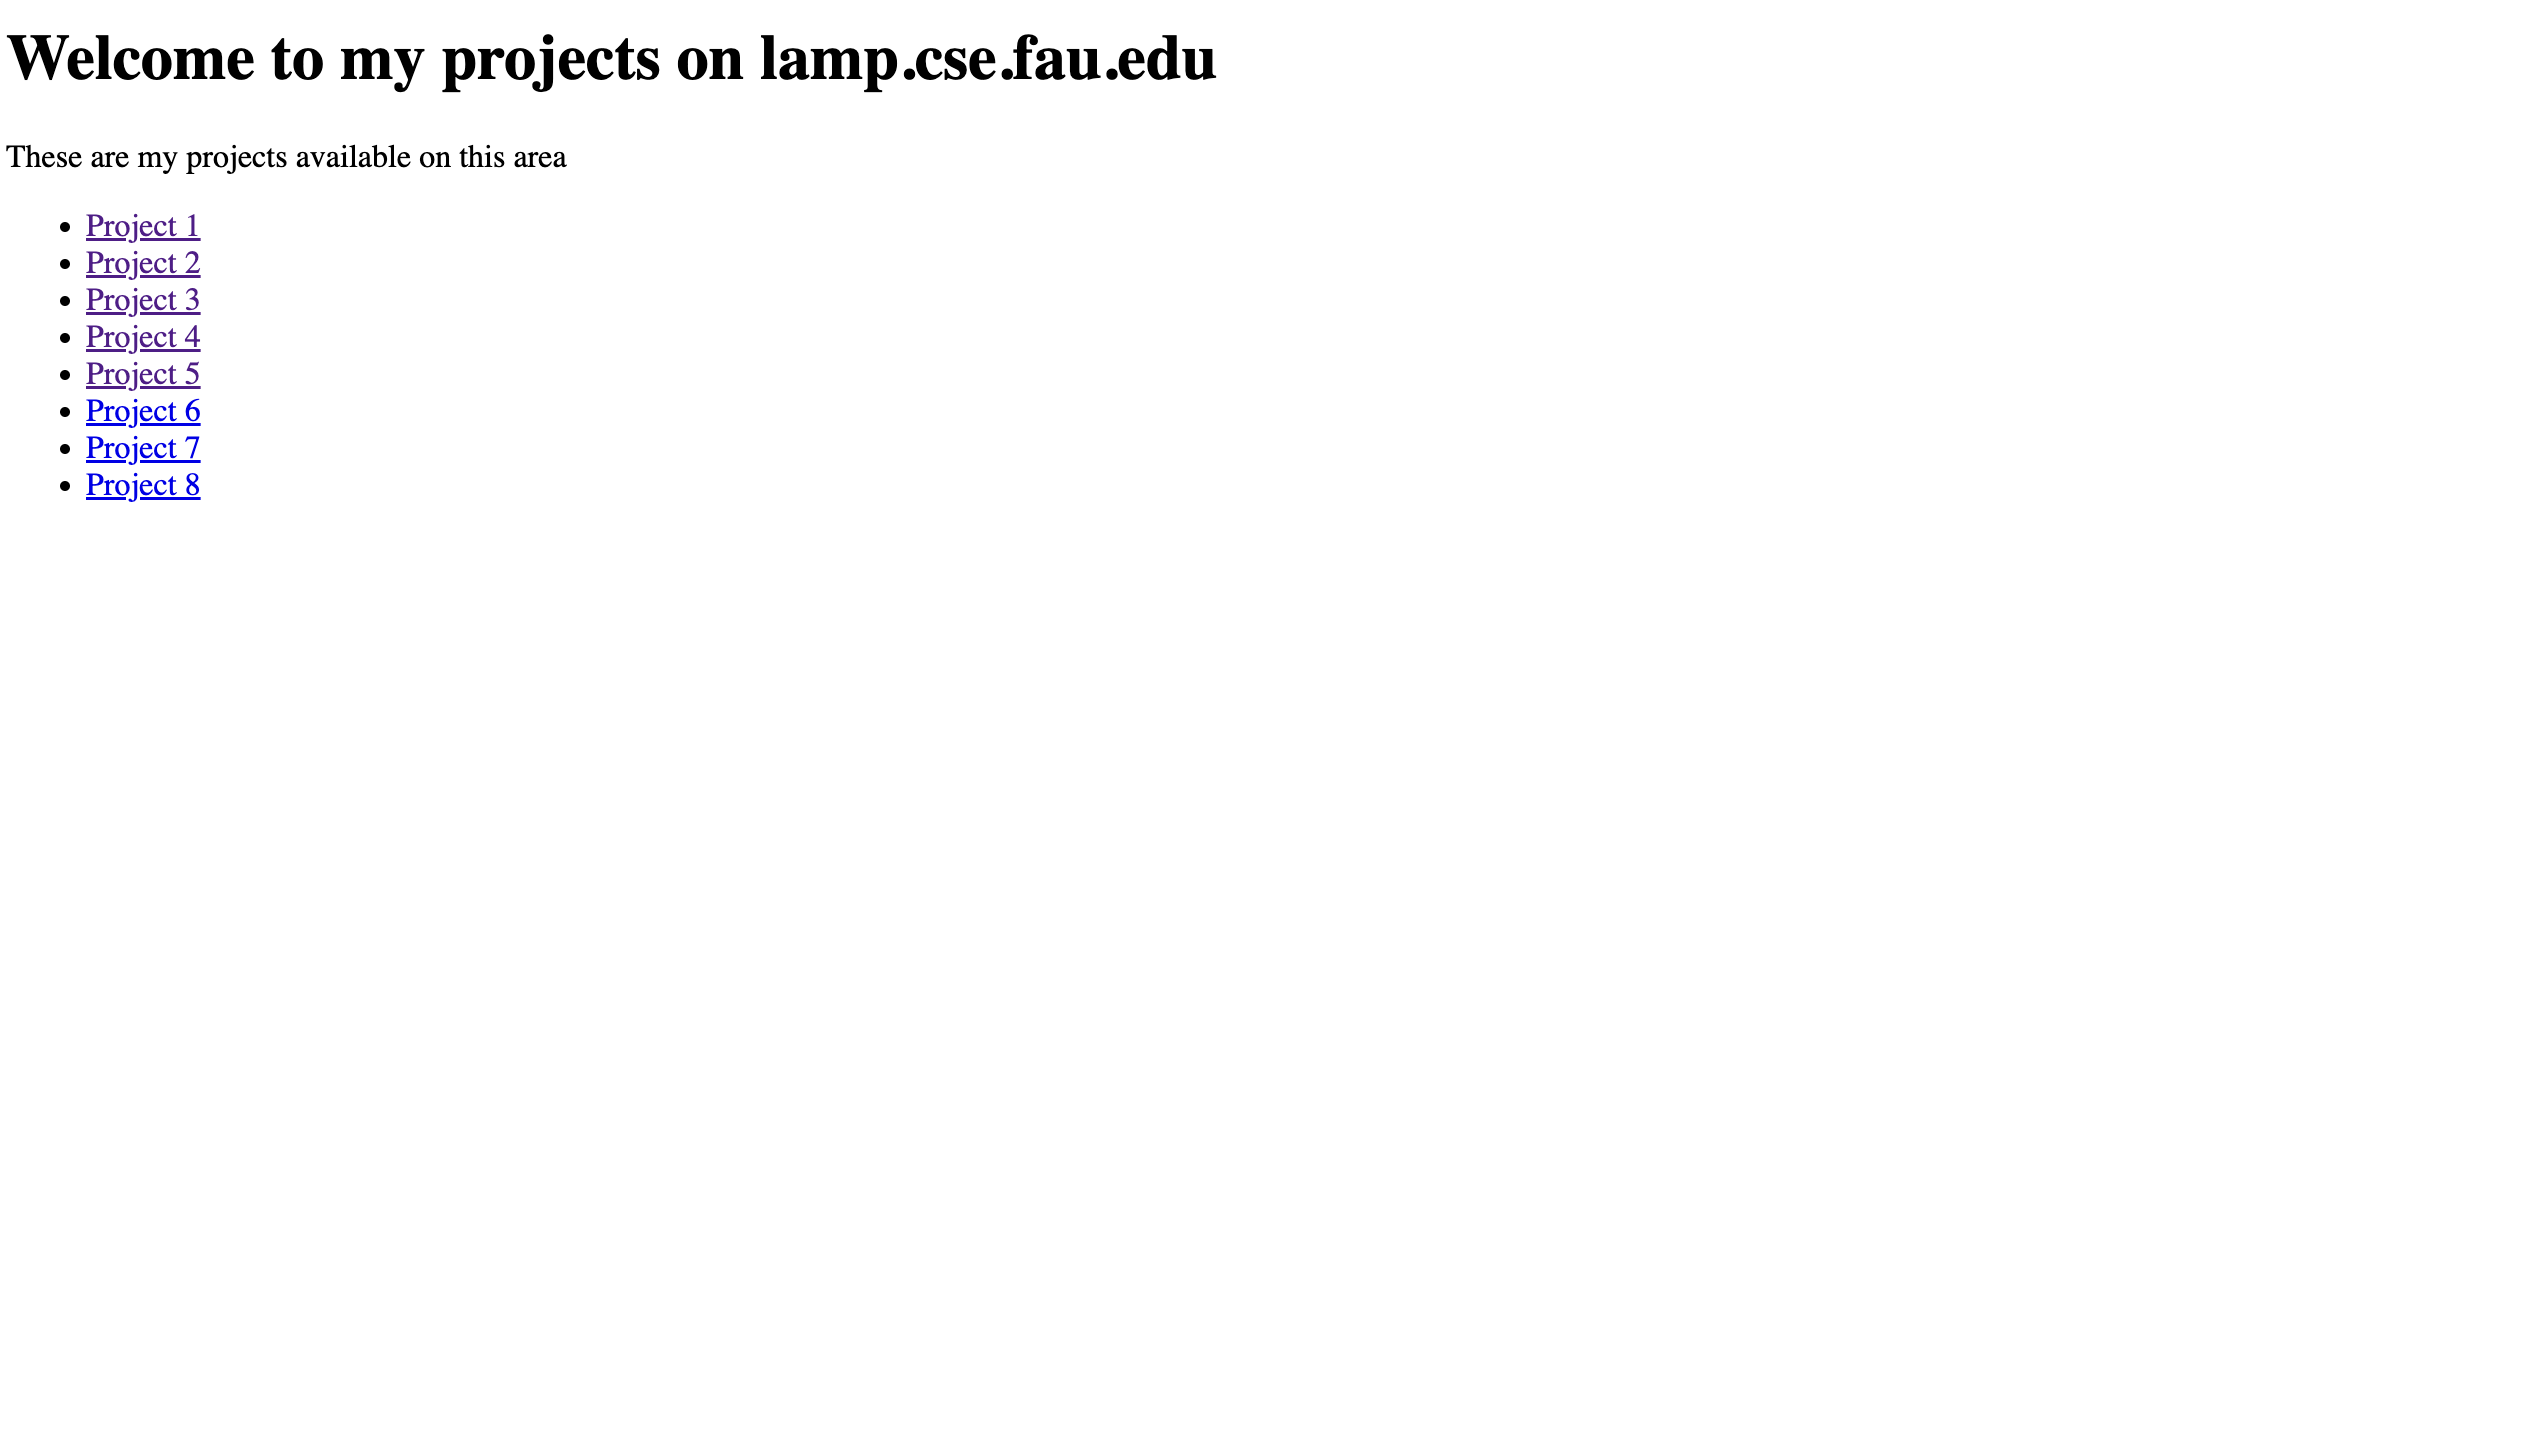 Welcome to my projects on lamp.cse.fau.edu
These are my projects available on this area
Project 1
Project 2
Project 3
Project 4
Project 5
Project 6
Project 7
Project 8